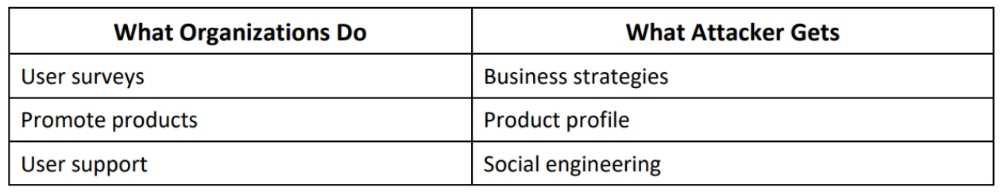 What Organizations Do What Attacker Gets
User surveys Business strategies
Promote products Product profile
User support Social engineering